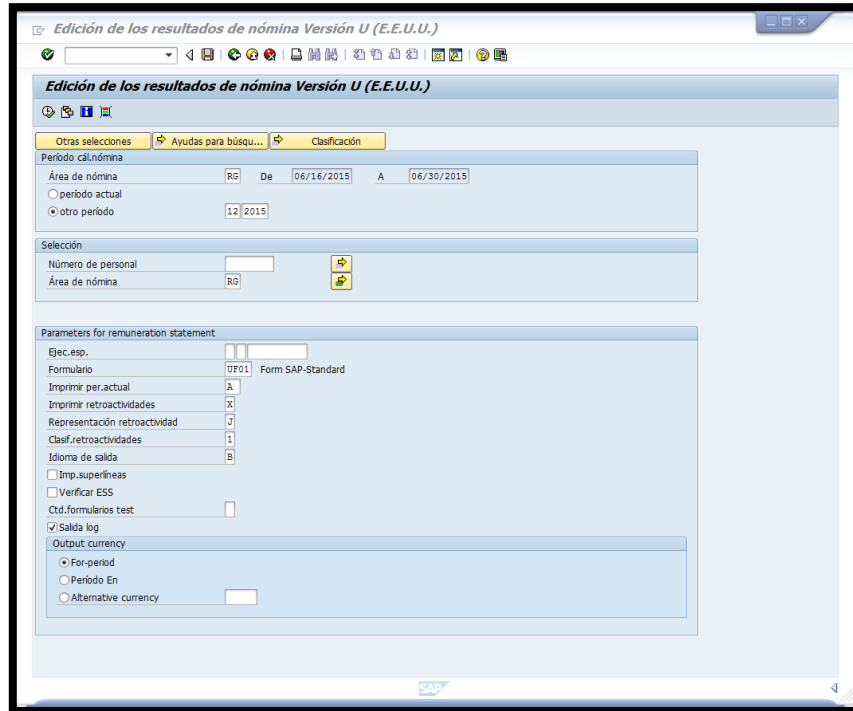 Edición de los resultados de nómina Versión U (E.E.U.U.)
Edición de los resultados de nómina Versión U (E.E.U.U.)
Otras selecciones Ayudas para búsqu... Clasificación
Período cál.nómina
Área de nómina RG De 06/16/2015 A 06/30/2015
período actual
otro período 12 2015
Selección
Número de personal
Área de nómina RG
Parameters for remuneration statement
Ejec.esp.
Formulario UF01 Form SAP-Standard
Imprimir per.actual A
Imprimir retroactividades X
Representación retroactividad J
Clasif.retroactividades 1
Idioma de salida B
Imp.superlíneas
Verificar ESS
Ctd.formularios test
Salida log
Output currency
For-period
Período En
Alternative currency
SAP